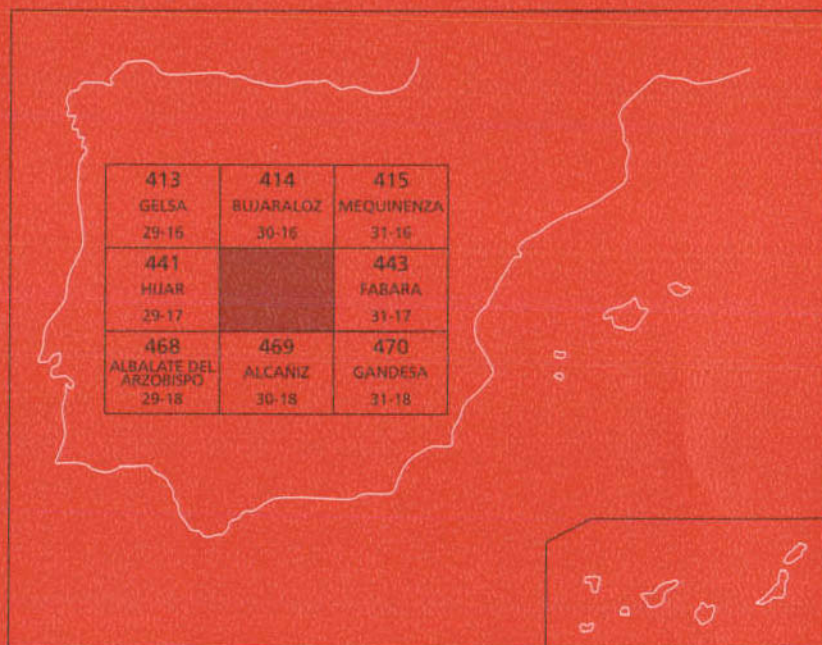 413
GELSA
29-16
414
BUJARALOZ
30-16
415
MEQUINENZA
31-16
441
HIJAR
29-17
443
FABARA
31-17
468
ALBALATE DEL
ARZOBISPO
29-18
469
ALCAÑIZ
30-18
470
GANDESA
31-18